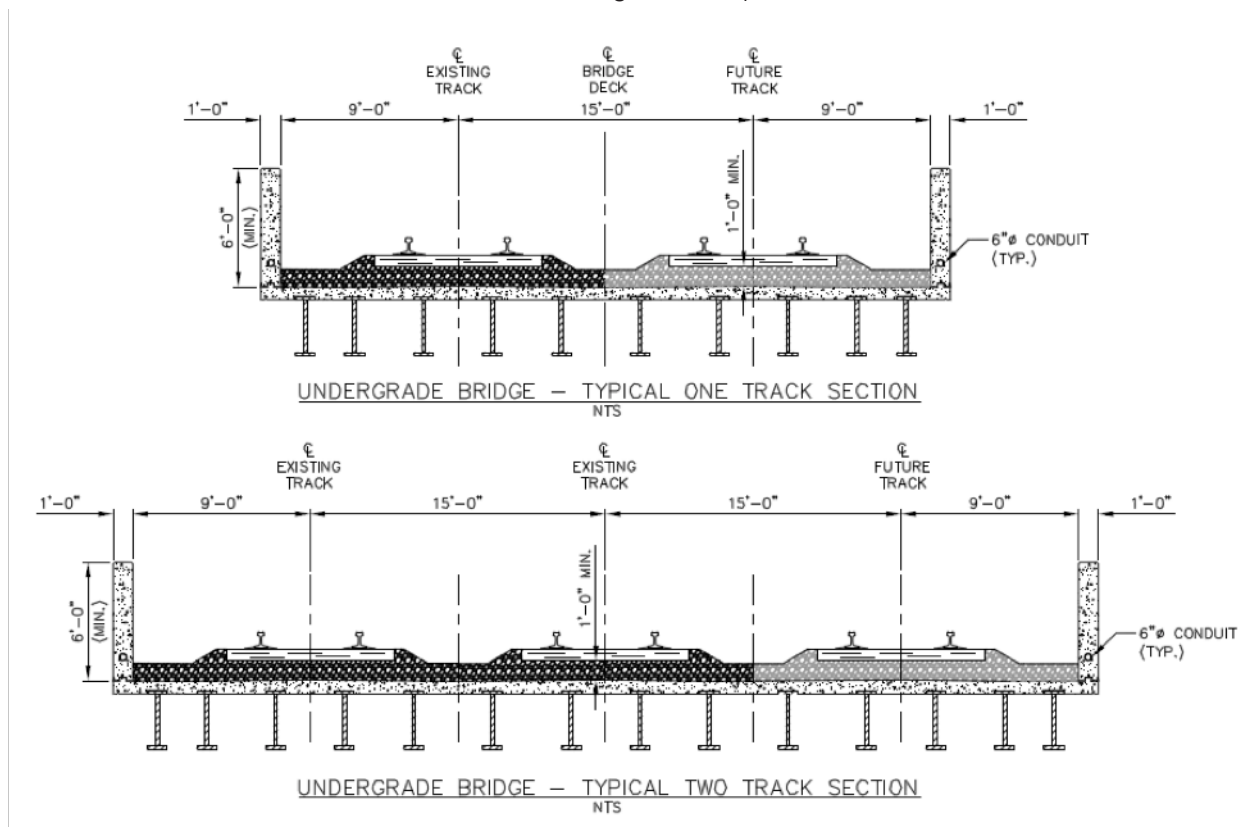 ℄ ℄ ℄
EXISTING BRIDGE FUTURE
TRACK DECK TRACK
1'-0" 9'-0" 15'-0" 9'-0" 1'-0"
6'-0"
(MIN.)
1'-0" MIN.
6"ø CONDUIT
(TYP.)
UNDERGRADE BRIDGE – TYPICAL ONE TRACK SECTION
NTS
℄ ℄ ℄
EXISTING EXISTING FUTURE
TRACK TRACK TRACK
1'-0" 9'-0" 15'-0" 15'-0" 9'-0" 1'-0"
6'-0"
(MIN.)
1'-0" MIN.
6"ø CONDUIT
(TYP.)
UNDERGRADE BRIDGE – TYPICAL TWO TRACK SECTION
NTS